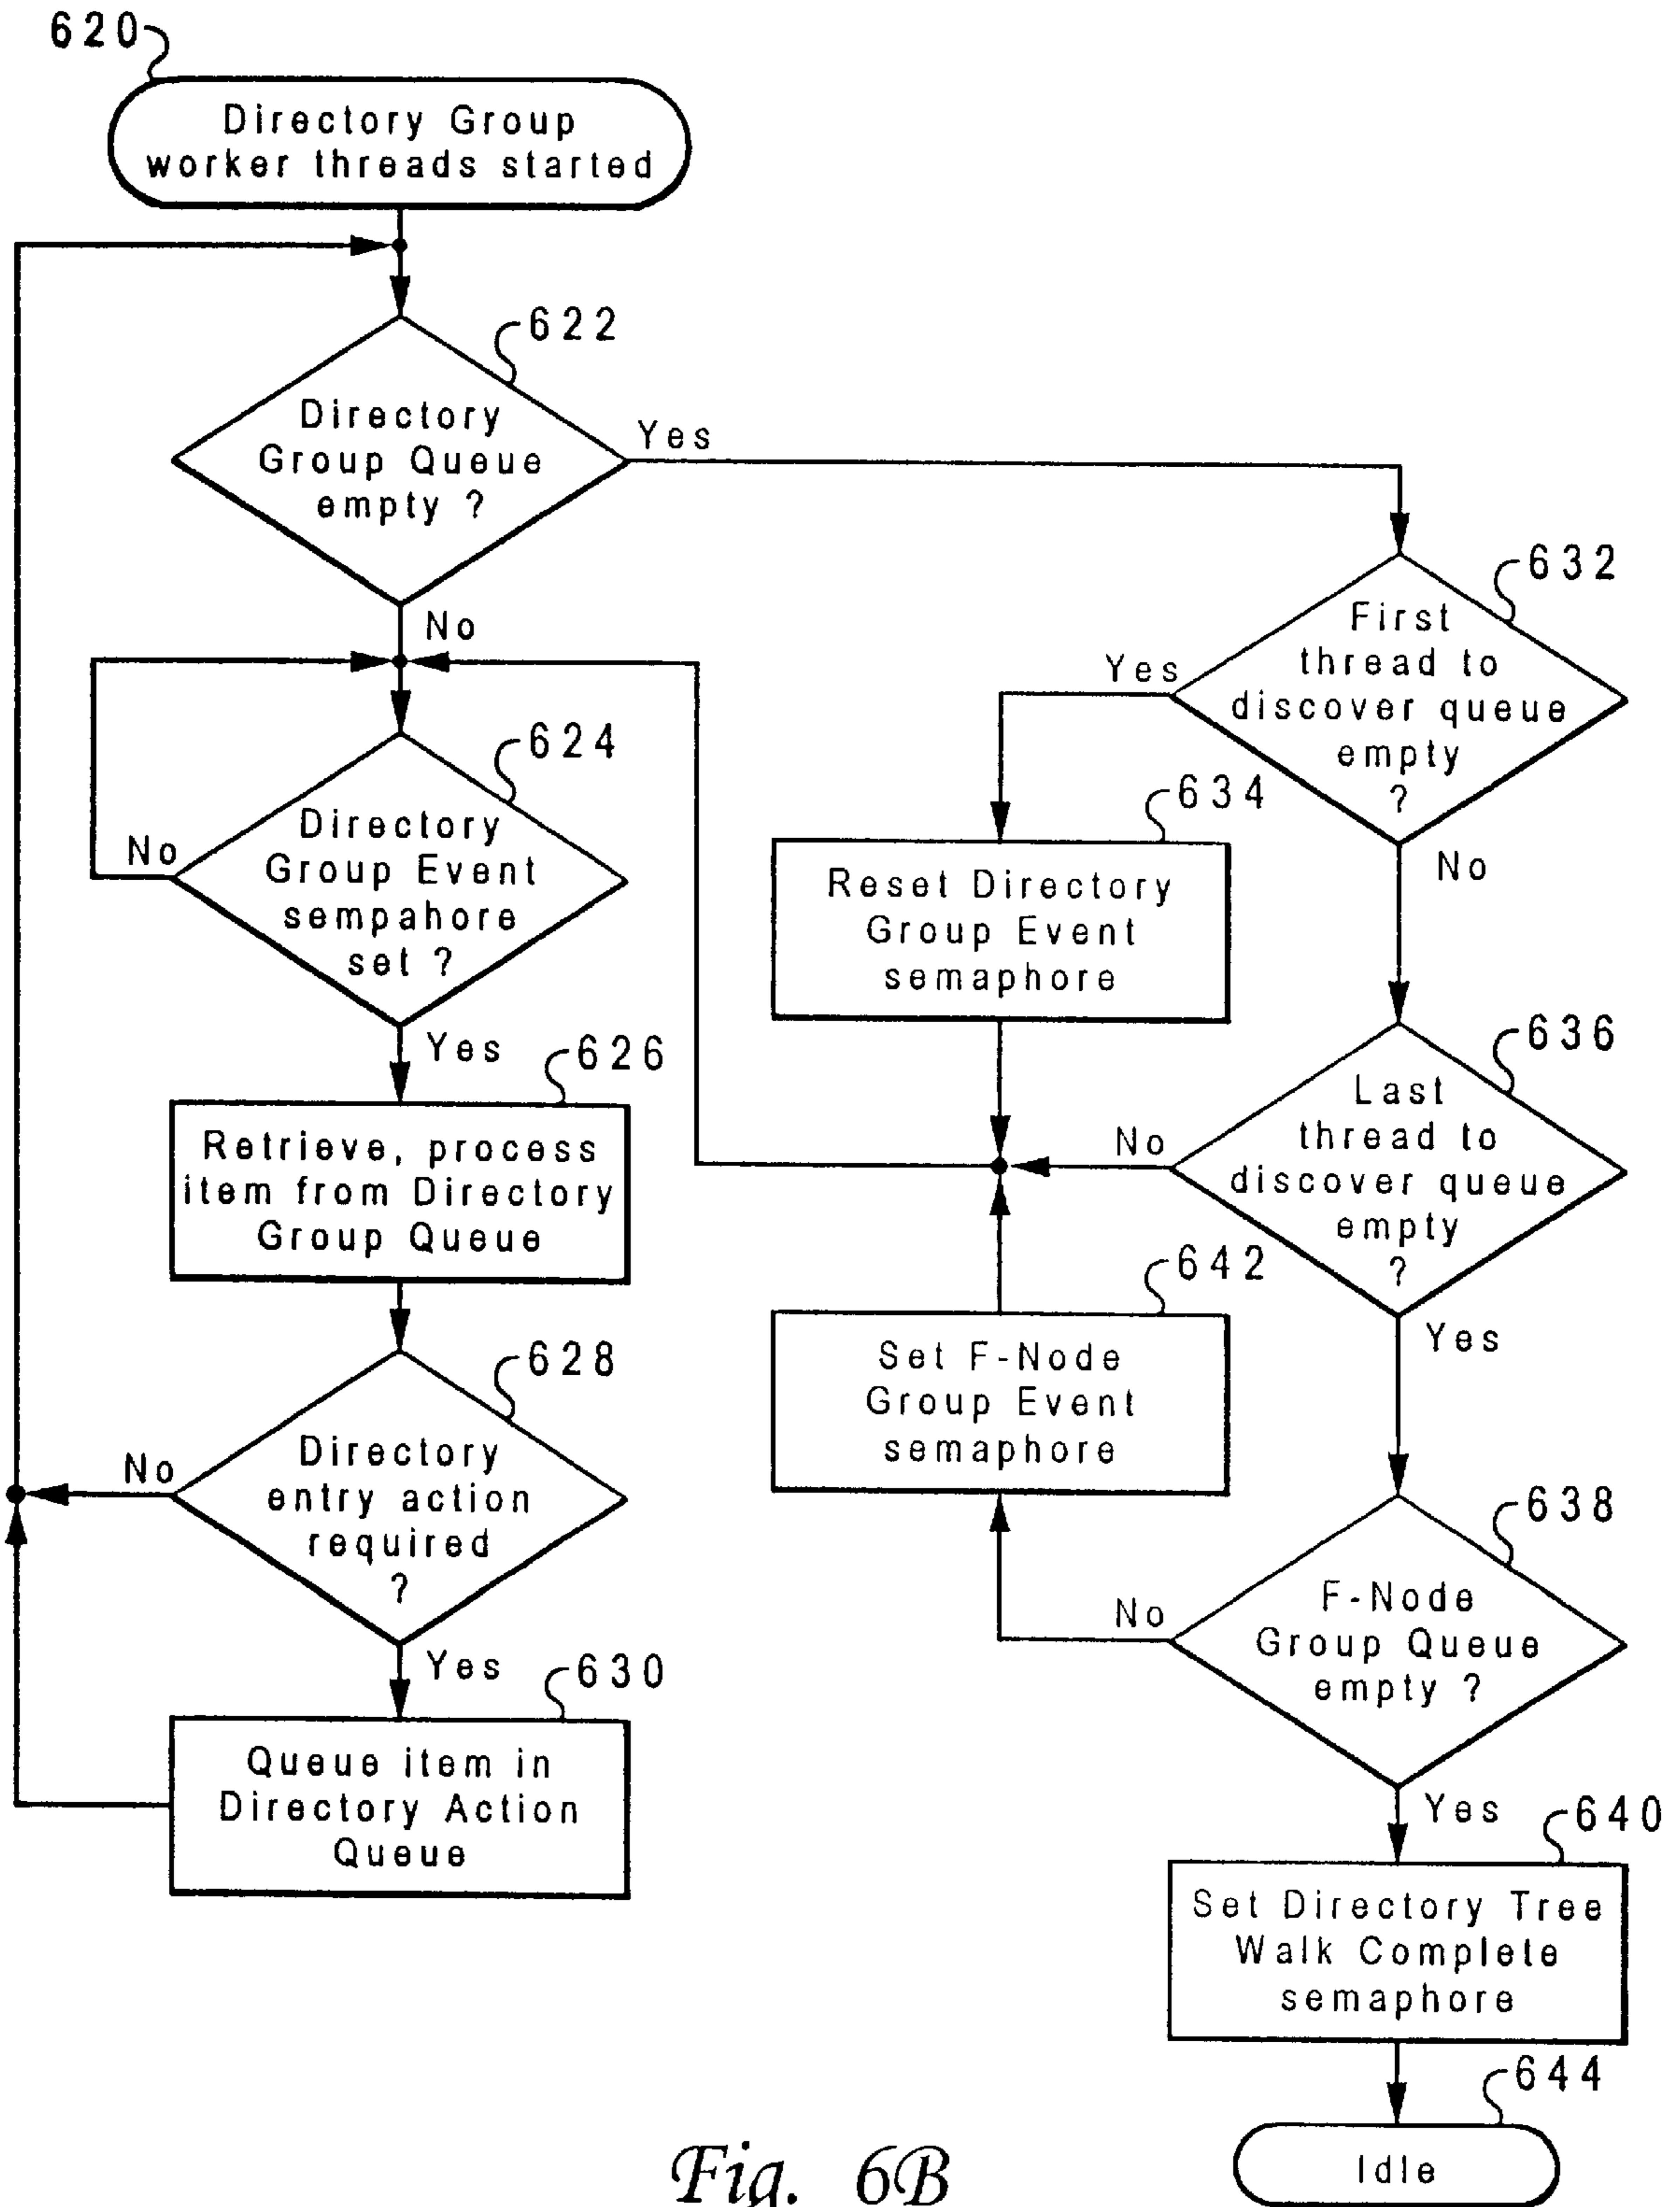 620
Directory Group
worker threads started
622
Directory
Group Queue
empty ?
Yes
No
624
Directory
Group Event
sempahore
set ?
No
Yes
626
Retrieve, process
item from Directory
Group Queue
628
Directory
entry action
required
?
No
Yes
630
Queue item in
Directory Action
Queue
632
First
thread to
discover queue
empty
?
Yes
No
634
Reset Directory
Group Event
semaphore
636
Last
thread to
discover queue
empty
?
No
Yes
642
Set F-Node
Group Event
semaphore
638
F-Node
Group Queue
empty ?
No
Yes
640
Set Directory Tree
Walk Complete
semaphore
644
Idle
Fig. 6B